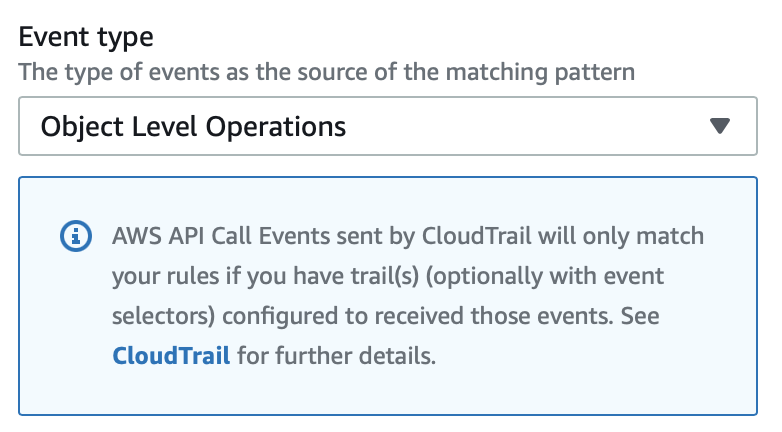 Event type
The type of events as the source of the matching pattern
Object Level Operations
AWS API Call Events sent by CloudTrail will only match
your rules if you have trail(s) (optionally with event
selectors) configured to received those events. See
CloudTrail for further details.